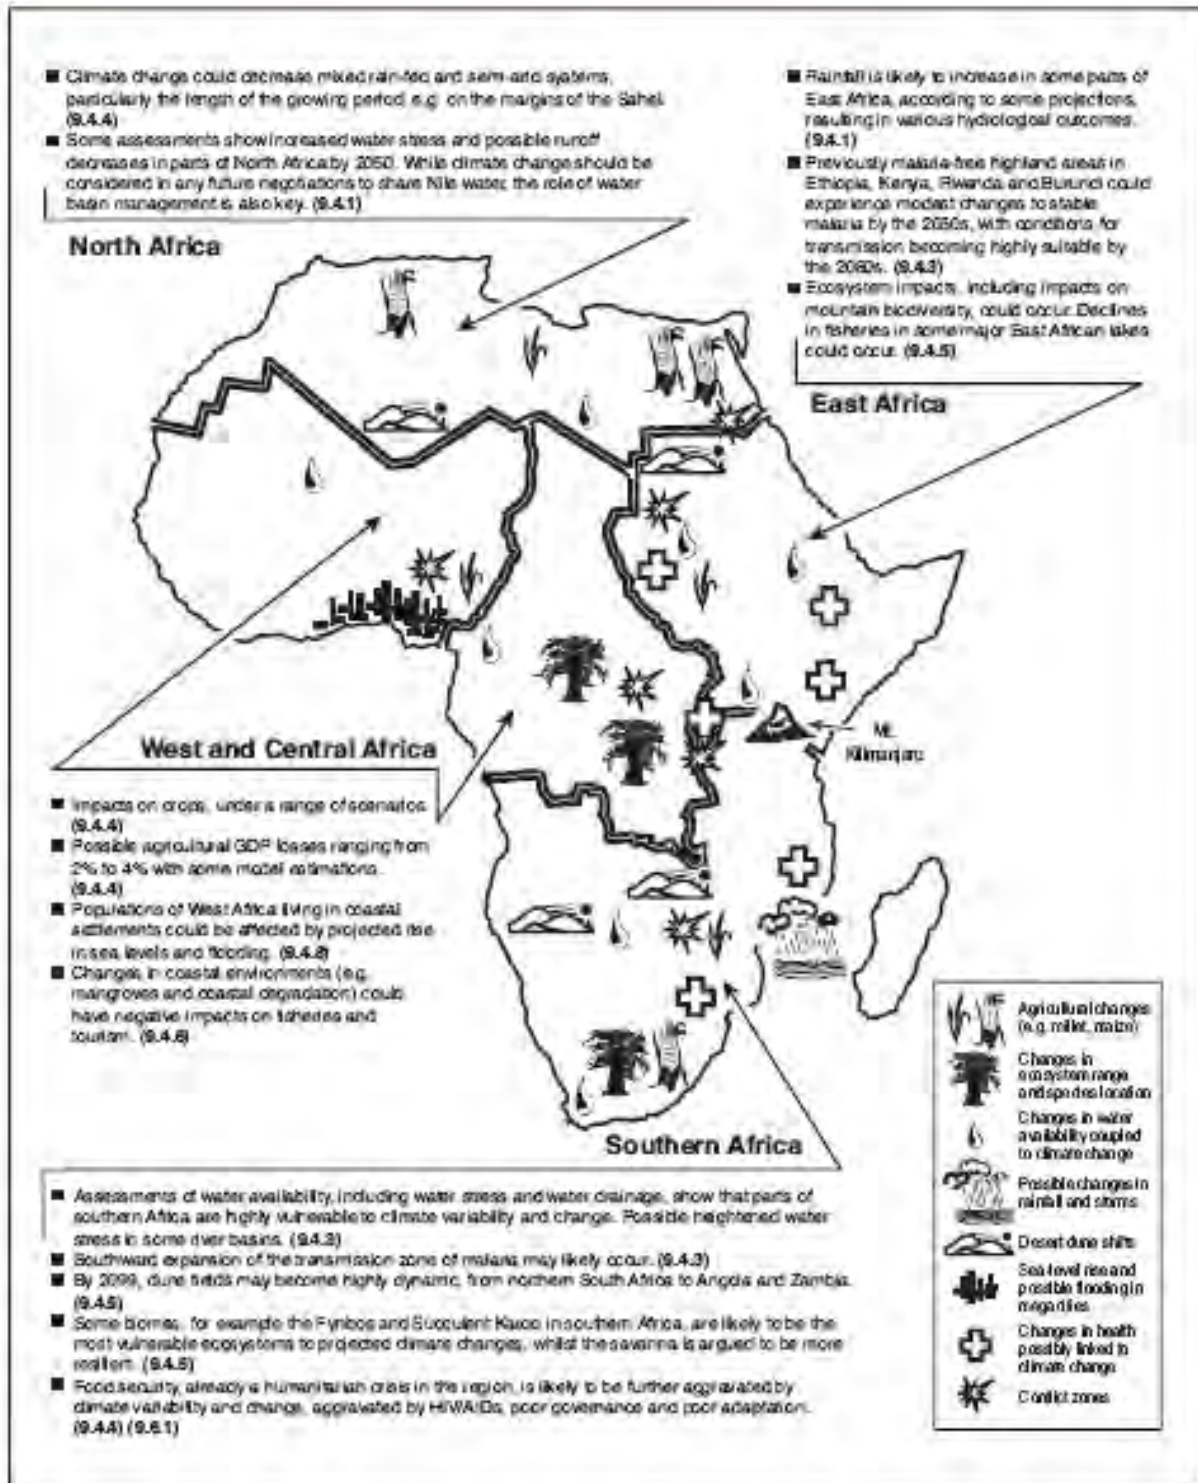 ■ Climate change could decrease mixed rain-fed and semi-arid systems,
particularly the length of the growing period, e.g. on the margins of the Sahel.
(9.4.4)
■ Some assessments show increased water stress and possible runoff
decreases in parts of North Africa by 2050. While climate change should be
considered in any future negotiations to share Nile water, the role of water
basin management is also key. (9.4.1)
North Africa
■ Rainfall is likely to increase in some parts of
East Africa, according to some projections,
resulting in various hydrological outcomes.
(9.4.1)
■ Previously malaria-free highland areas in
Ethiopia, Kenya, Rwanda and Burundi could
experience modest changes to stable
malaria by the 2050s, with conditions for
transmission becoming highly suitable by
the 2080s. (9.4.3)
■ Ecosystem impacts, including impacts on
mountain biodiversity, could occur. Declines
in fisheries in some major East African lakes
could occur. (9.4.5)
East Africa
Mt.
Kilimanjaro
West and Central Africa
■ Impacts on crops, under a range of scenarios.
(9.4.4)
■ Possible agricultural GDP losses ranging from
2% to 4% with some model estimations.
(9.4.4)
■ Populations of West Africa living in coastal
settlements could be affected by projected rise
in sea levels and flooding. (9.4.8)
■ Changes in coastal environments (e.g.
mangroves and coastal degradation) could
have negative impacts on fisheries and
tourism. (9.4.6)
Southern Africa
■ Assessments of water availability, including water stress and water drainage, show that parts of
southern Africa are highly vulnerable to climate variability and change. Possible heightened water
stress in some river basins. (9.4.3)
■ Southward expansion of the transmission zone of malaria may likely occur. (9.4.3)
■ By 2099, dune fields may become highly dynamic, from northern South Africa to Angola and Zambia.
(9.4.5)
■ Some biomes, for example the Fynbos and Succulent Karoo in southern Africa, are likely to be the
most vulnerable ecosystems to projected climate changes, whilst the savanna is argued to be more
resilient. (9.4.5)
■ Food security, already a humanitarian crisis in the region, is likely to be further aggravated by
climate variability and change, aggravated by HIV/AIDs, poor governance and poor adaptation.
(9.4.4) (9.6.1)
Agricultural changes
(e.g. millet, maize)
Changes in
ecosystem range
and species location
Changes in water
availability coupled
to climate change
Possible changes in
rainfall and storms
Desert dune shifts
Sea-level rise and
possible flooding in
megacities
Changes in health
possibly linked to
climate change
Conflict zones